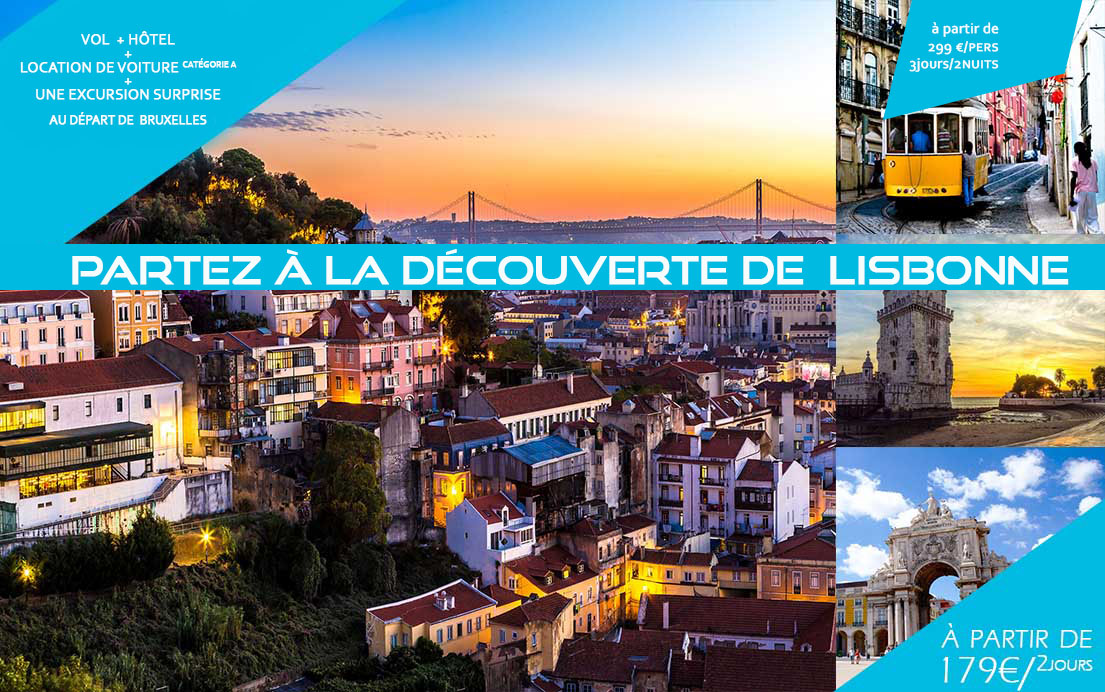 VOL + HÔTEL
+
LOCATION DE VOITURE CATÉGORIE A
+
UNE EXCURSION SURPRISE
AU DÉPART DE BRUXELLES
à partir de
299 €/PERS
3jours/2NUITS
PARTEZ À LA DÉCOUVERTE DE LISBONNE
À PARTIR DE
179€/2JOURS